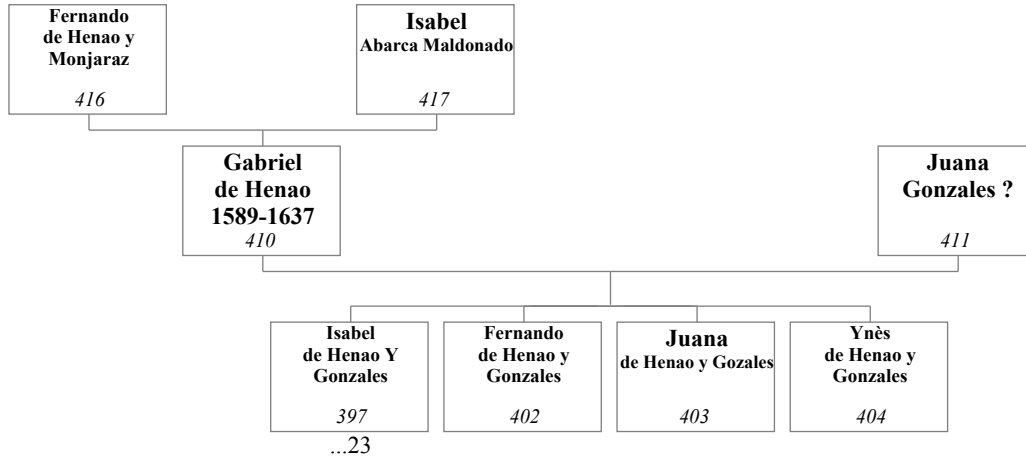 Fernando
de Henao y
Monjaraz
416
Isabel
Abarca Maldonado
417
Gabriel
de Henao
1589-1637
410
Juana
Gonzales ?
411
Isabel
de Henao Y
Gonzales
397
...23
Fernando
de Henao y
Gonzales
402
Juana
de Henao y Gozales
403
Ynès
de Henao y
Gonzales
404